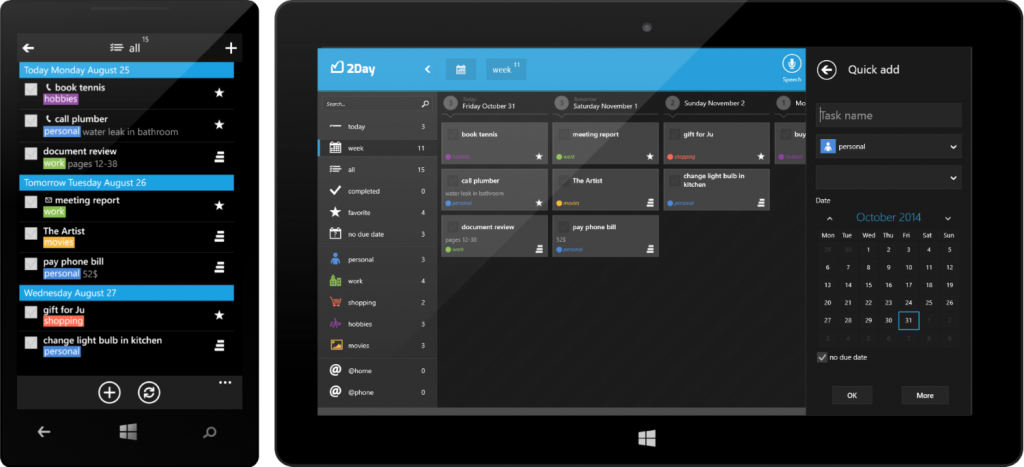 all 15
Today Monday August 25
book tennis
hobbies
call plumber
personal water leak in bathroom
document review
work pages 12-38
Tomorrow Tuesday August 26
meeting report
work
The Artist
movies
pay phone bill
personal 52$
Wednesday August 27
gift for Ju
shopping
change light bulb in kitchen
personal
2Day
week 11
Speech
Search...
today 3
week 11
all 15
completed 0
favorite 4
no due date 3
personal 3
work 4
shopping 2
hobbies 3
movies 3
@home 0
@phone 0
3 Today
Friday October 31
book tennis
hobbies
call plumber
water leak in bathroom
personal
document review
pages 12-38
work
3 Tomorrow
Saturday November 1
meeting report
work
The Artist
movies
pay phone bill
52$
personal
2 Sunday November 2
gift for Ju
shopping
change light bulb in
kitchen
personal
1 Mo
buy
Quick add
Task name
personal
Date
October 2014
Mon Tue Wed Thu Fri Sat Sun
29 30 1 2 3 4 5
6 7 8 9 10 11 12
13 14 15 16 17 18 19
20 21 22 23 24 25 26
27 28 29 30 31 1 2
3 4 5 6 7 8 9
no due date
OK More